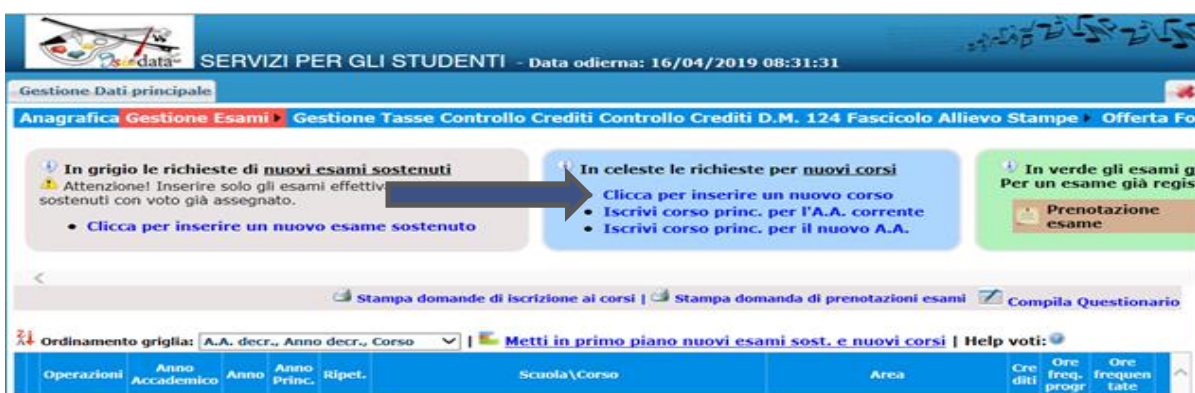 Isidata
SERVIZI PER GLI STUDENTI - Data odierna: 16/04/2019 08:31:31
Gestione Dati principale
Anagrafica Gestione Esami Gestione Tasse Controllo Crediti Controllo Crediti D.M. 124 Fascicolo Allievo Stampe Offerta Fo
In grigio le richieste di nuovi esami sostenuti
Attenzione! Inserire solo gli esami effettiv
sostenuti con voto già assegnato.
• Clicca per inserire un nuovo esame sostenuto
In celeste le richieste per nuovi corsi
Clicca per inserire un nuovo corso
• Iscrivi corso princ. per l'A.A. corrente
• Iscrivi corso princ. per il nuovo A.A.
In verde gli esami g
Per un esame già regis
Prenotazione
esame
Stampa domande di iscrizione ai corsi | Stampa domanda di prenotazioni esami Compila Questionario
Ordinamento griglia: A.A. decr., Anno decr., Corso | Metti in primo piano nuovi esami sost. e nuovi corsi | Help voti:
Operazioni Anno Accademico Anno Anno Princ. Ripet. Scuola\Corso Area Cre diti Ore freq. progr Ore frequen tate